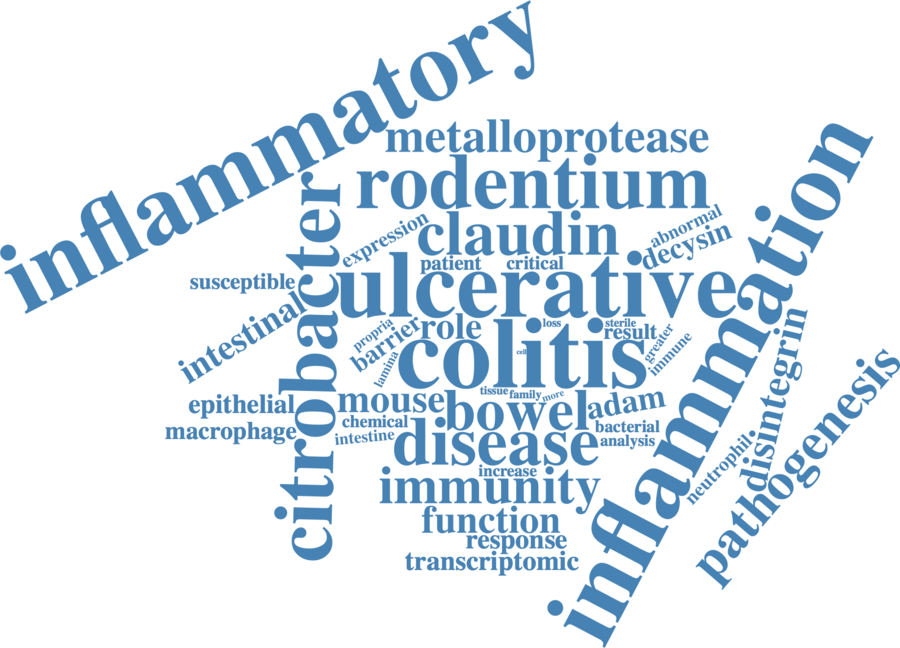 inflammatory
metalloprotease
rodentium
citrobacter
inflammation
claudin
expression
abnormal
decysin
patient
critical
susceptible
ulcerative
intestinal
propria
barrier
role
loss
sterile
result
greater
immune
lamina
colitis
cell
disintegrin
pathogenesis
tissue
family
more
epithelial
mouse
bowel
adam
macrophage
chemical
intestine
disease
bacterial
analysis
neutrophil
increase
immunity
function
response
transcriptomic